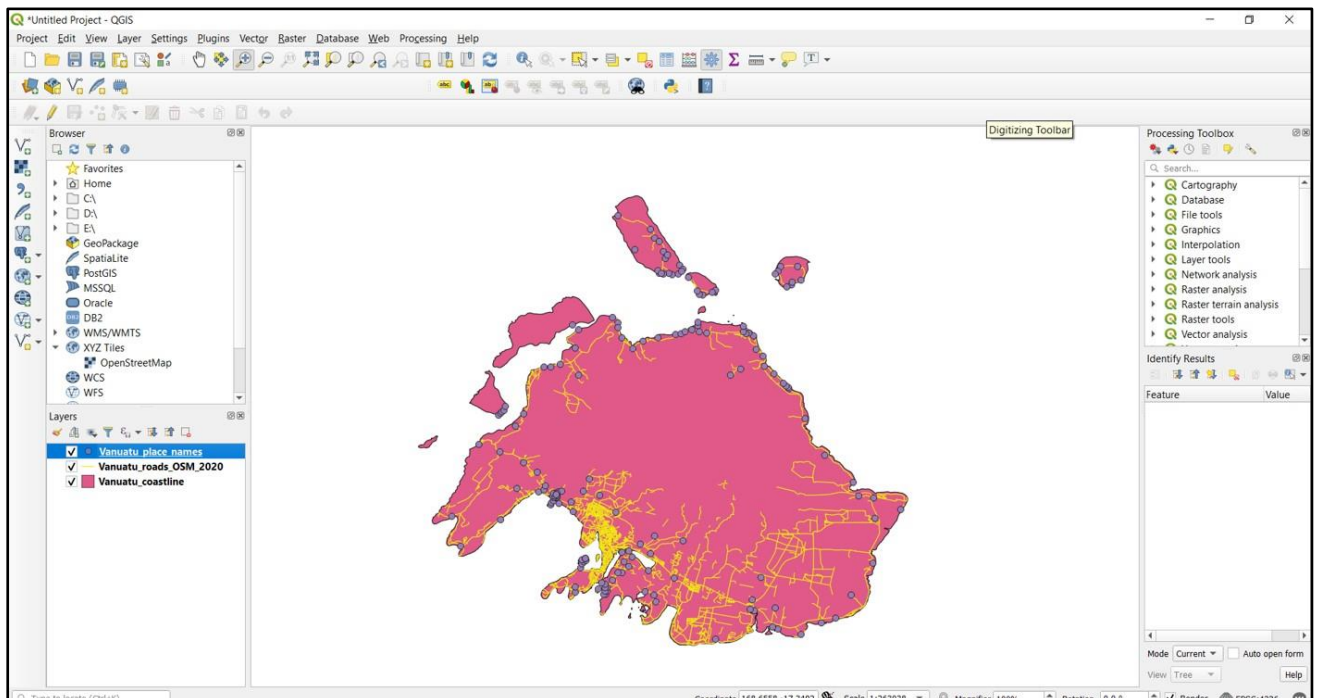 *Untitled Project - QGIS
Project Edit View Layer Settings Plugins Vector Raster Database Web Processing Help
Digitizing Toolbar
Browser
Favorites
Home
C:\
D:\
E:\
GeoPackage
SpatiaLite
PostGIS
MSSQL
Oracle
DB2
WMS/WMTS
XYZ Tiles
OpenStreetMap
WCS
WFS
Layers
Vanuatu_place_names
Vanuatu_roads_OSM_2020
Vanuatu_coastline
Processing Toolbox
Search...
Cartography
Database
File tools
Graphics
Interpolation
Layer tools
Network analysis
Raster analysis
Raster terrain analysis
Raster tools
Vector analysis
Identify Results
Feature Value
Mode Current Auto open form
View Tree Help
Type to locate (Ctrl+K)
Coordinate 168.6558,-17.3493 Scale Magnifier 100% Rotation Render